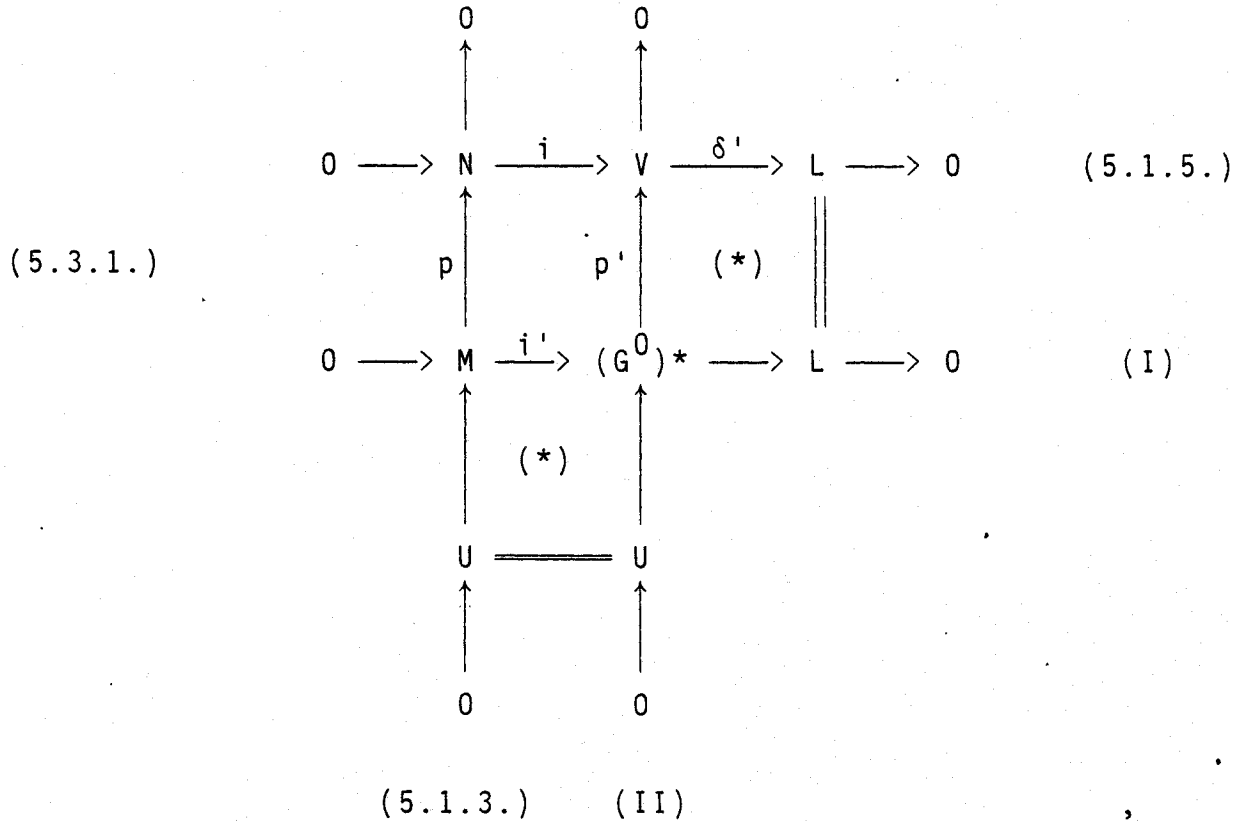 0 0
0 ―――> N ―――i―――> V ―――δ'―――> L ―――> 0 (5.1.5.)
(5.3.1.) p p' (*)
0 ―――> M ―――i'―――> (G⁰)* ―――> L ―――> 0 (I)
(*)
U U
0 0
(5.1.3.) (II) ,